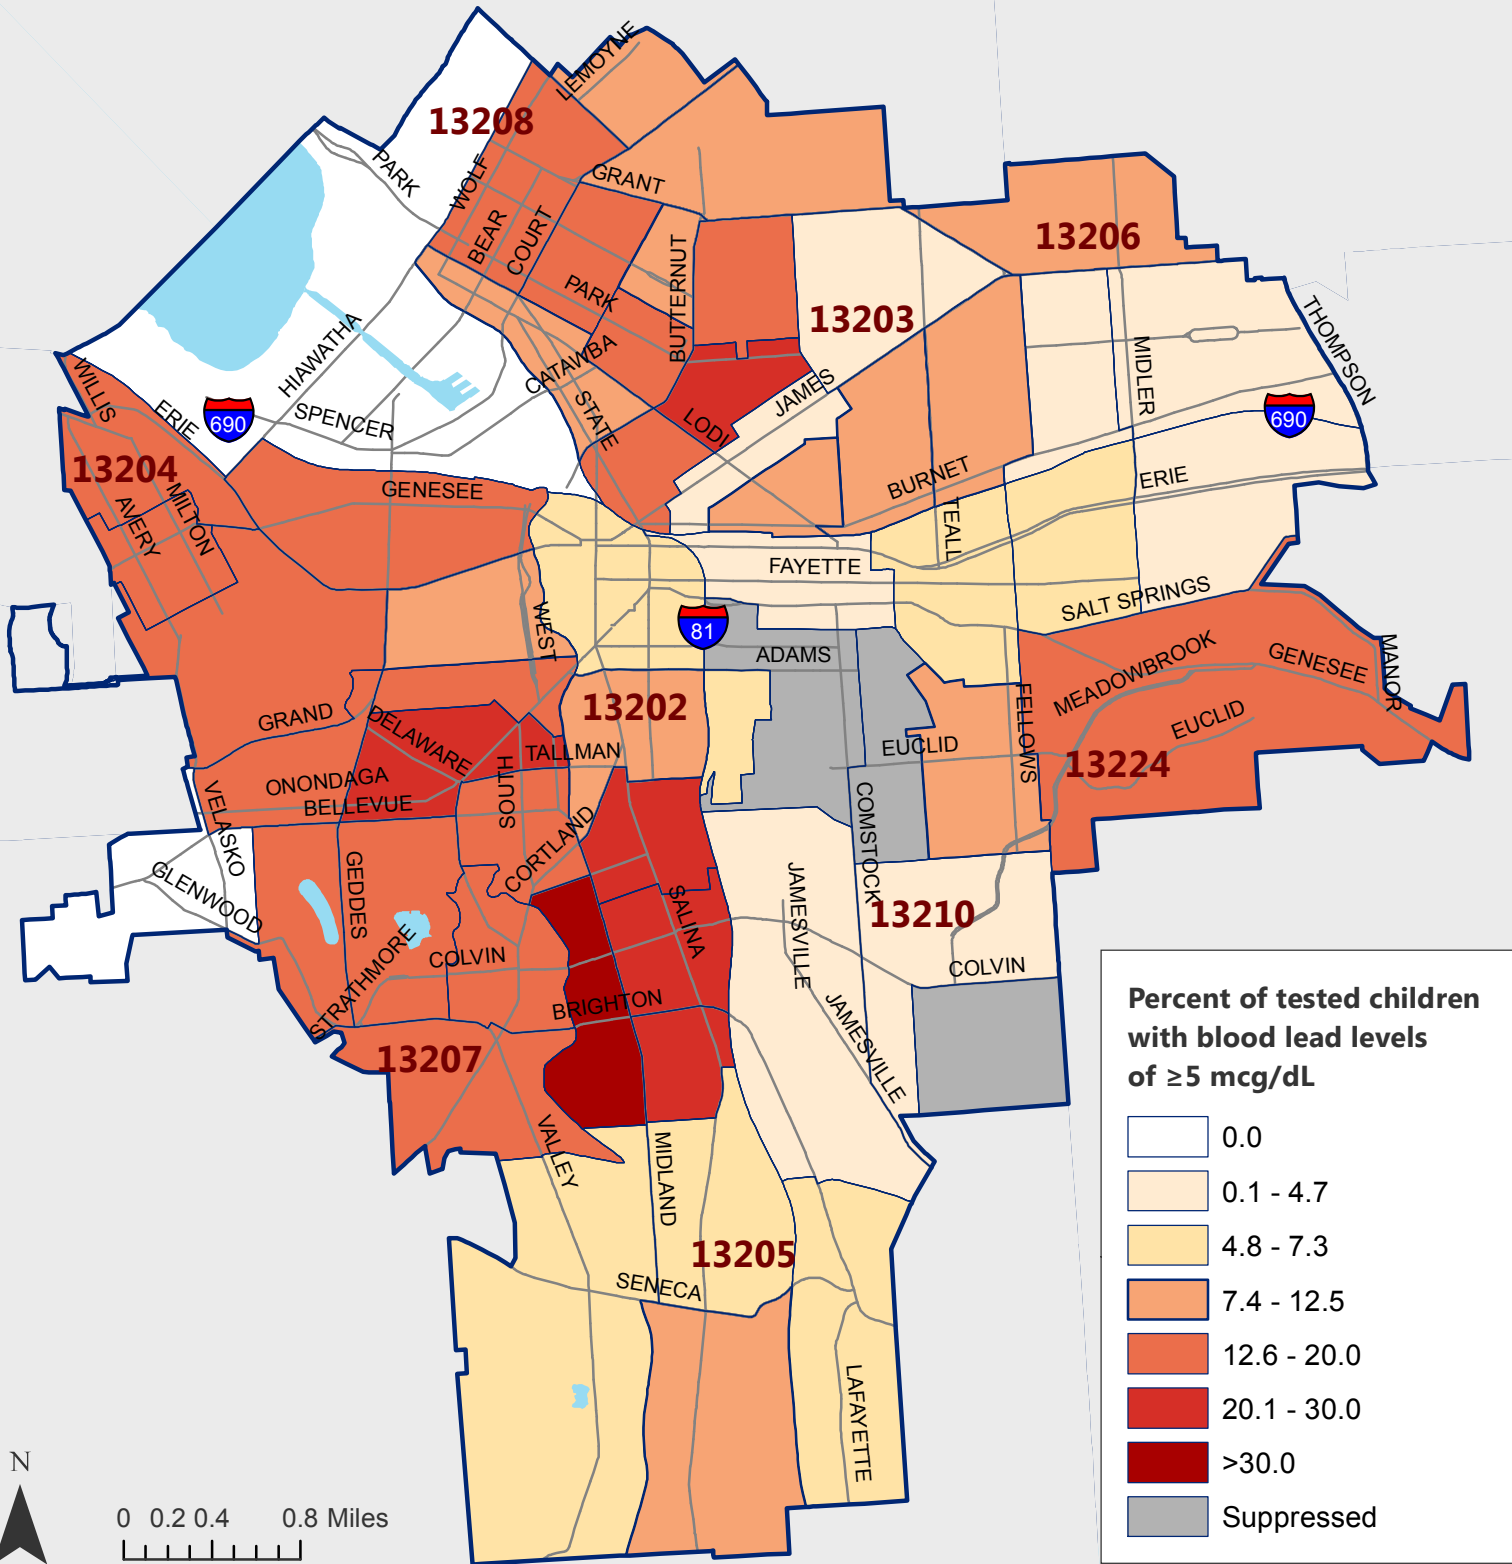 LEMOYNE
13208
PARK
WOLF
GRANT
BEAR
COURT
13206
BUTTERNUT
PARK
13203
THOMPSON
HIAWATHA
MIDLER
CATAWBA
WILLIS
ERIE
690
SPENCER
STATE
JAMES
LODI
690
13204
MILTON
AVERY
GENESEE
BURNET
ERIE
TEALL
FAYETTE
SALT SPRINGS
WEST
81
ADAMS
MEADOWBROOK
GENESEE
MANOR
13202
GRAND
DELAWARE
TALLMAN
FELLOWS
EUCLID
EUCLID
13224
ONONDAGA
BELLEVUE
SOUTH
VELASKO
COMSTOCK
CORTLAND
GLENWOOD
GEDDES
SALINA
JAMESVILLE
13210
STRATHMORE
COLVIN
COLVIN
BRIGHTON
JAMESVILLE
13207
VALLEY
MIDLAND
13205
SENECA
LAFAYETTE
Percent of tested children
with blood lead levels
of ≥5 mcg/dL
0.0
0.1 - 4.7
4.8 - 7.3
7.4 - 12.5
12.6 - 20.0
20.1 - 30.0
>30.0
Suppressed
N
0 0.2 0.4 0.8 Miles